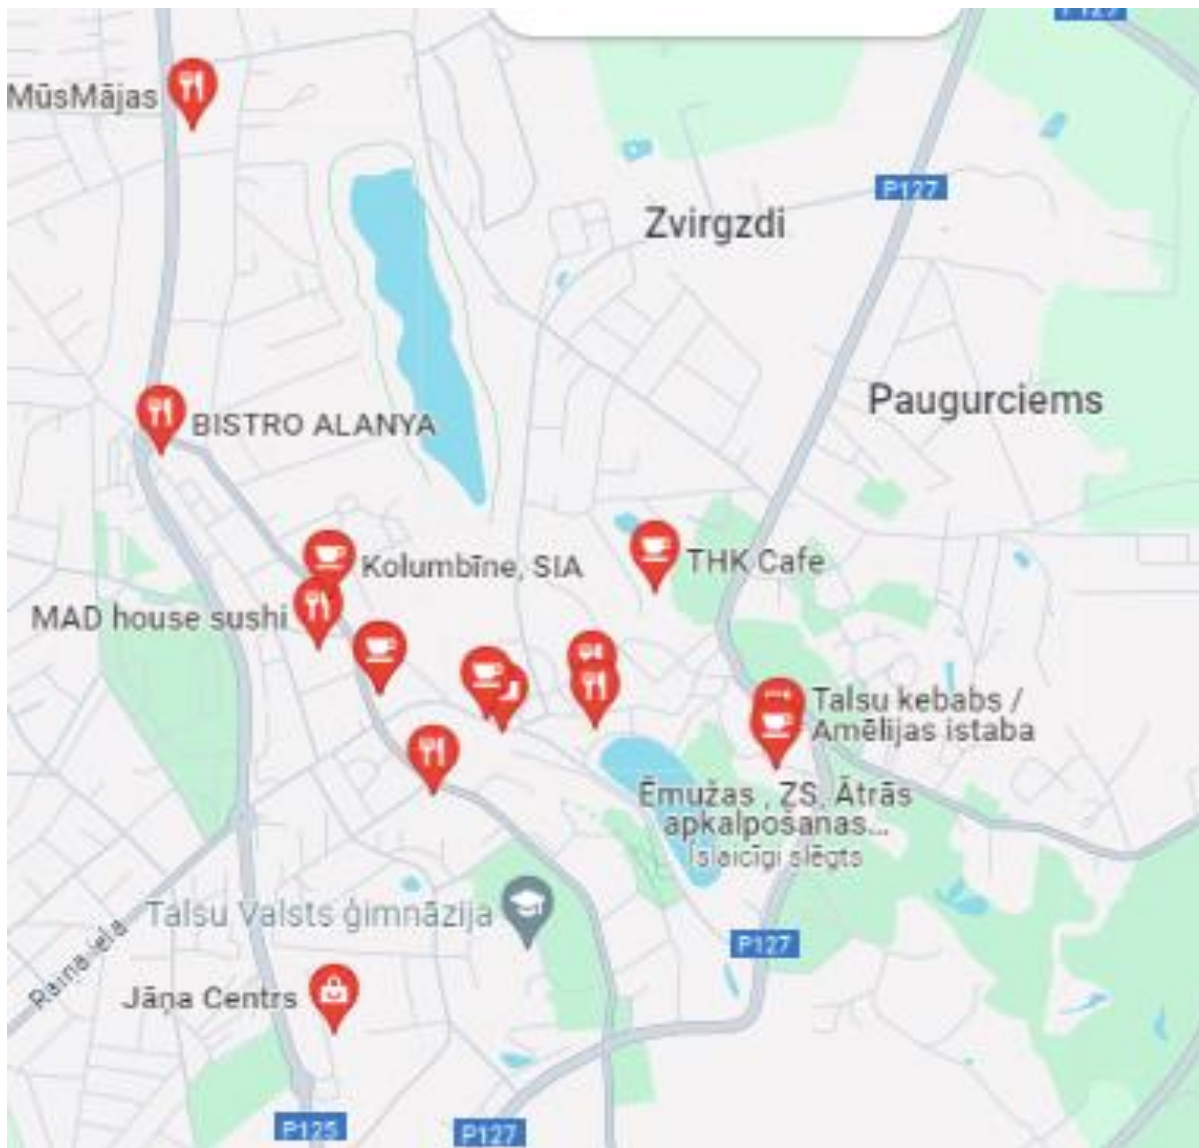 P125
MūsMājas
P127
Zvirgzdi
Paugurciems
BISTRO ALANYA
Kolumbīne, SIA
THK Cafe
MAD house sushi
Talsu kebabs /
Amēlijas istaba
Ēmužas , ZS, Ātrās
apkalpošanas...
Īslaicīgi slēgts
Talsu Valsts ģimnāzija
P127
Raiņa iela
Jāņa Centrs
P125
P127